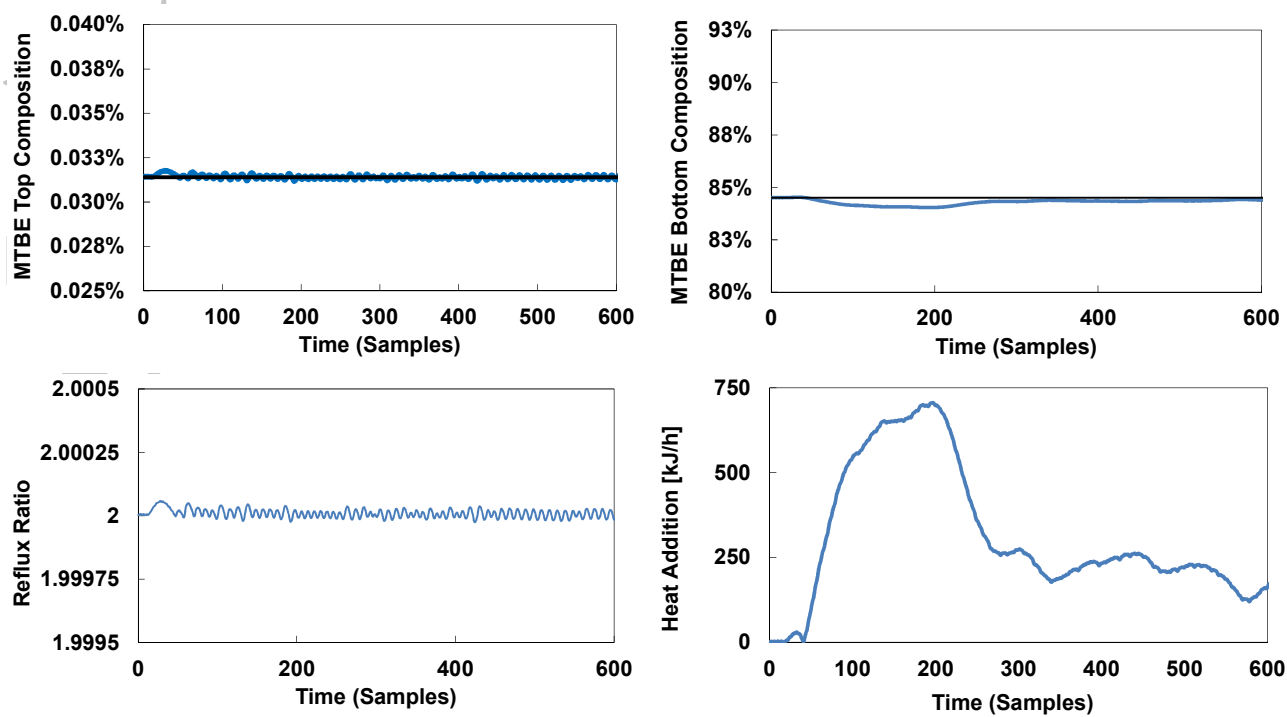 MTBE Top Composition
0.040%
0.038%
0.035%
0.033%
0.030%
0.028%
0.025%
0 100 200 300 400 500 600
Time (Samples)
MTBE Bottom Composition
93%
90%
88%
85%
83%
80%
0 200 400 600
Time (Samples)
Reflux Ratio
2.0005
2.00025
2
1.99975
1.9995
0 200 400 600
Time (Samples)
Heat Addition [kJ/h]
750
500
250
0
0 100 200 300 400 500 600
Time (Samples)